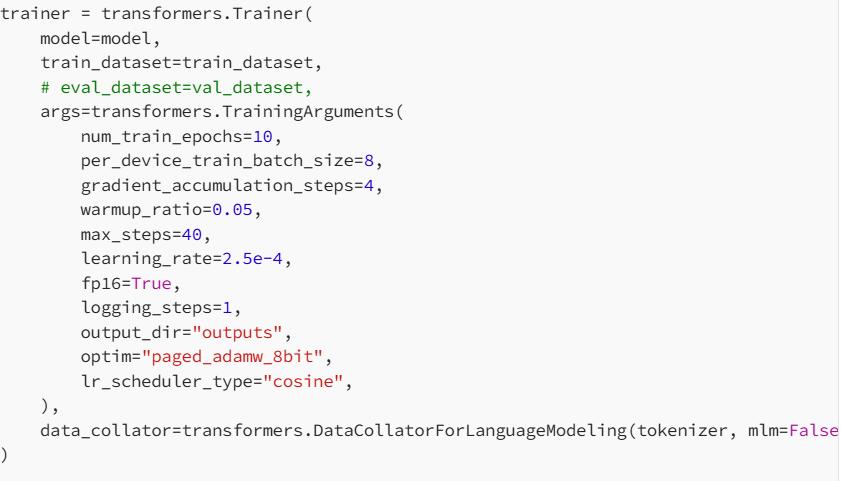 trainer = transformers.Trainer(
    model=model,
    train_dataset=train_dataset,
    # eval_dataset=val_dataset,
    args=transformers.TrainingArguments(
        num_train_epochs=10,
        per_device_train_batch_size=8,
        gradient_accumulation_steps=4,
        warmup_ratio=0.05,
        max_steps=40,
        learning_rate=2.5e-4,
        fp16=True,
        logging_steps=1,
        output_dir="outputs",
        optim="paged_adamw_8bit",
        lr_scheduler_type="cosine",
    ),
    data_collator=transformers.DataCollatorForLanguageModeling(tokenizer, mlm=False
)